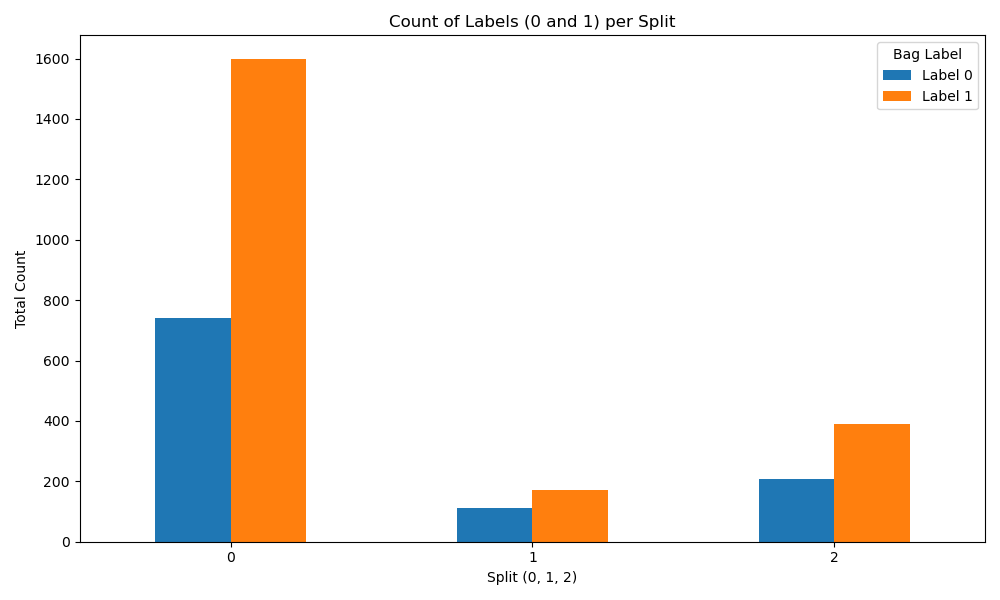 Count of Labels (0 and 1) per Split
Bag Label
Label 0
Label 1
Total Count
1600
1400
1200
1000
800
600
400
200
0
0 1 2
Split (0, 1, 2)